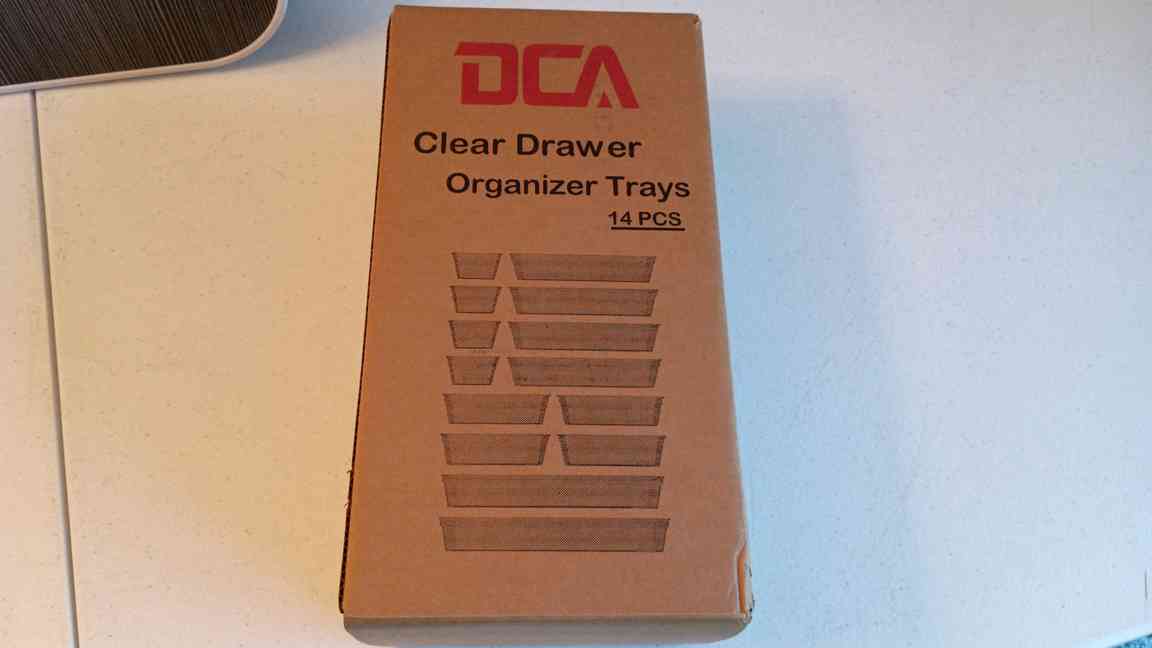 DCA
Clear Drawer
Organizer Trays
14 PCS